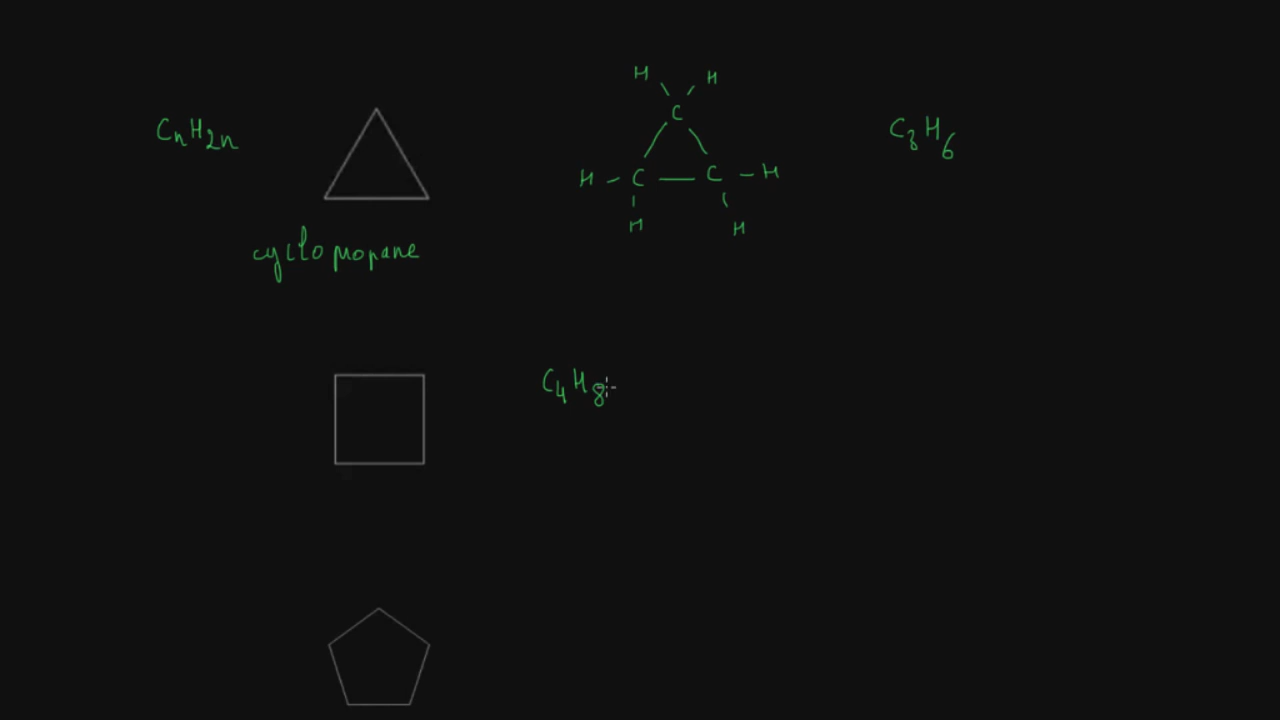 H H
C
CnH2n
C3H6
H - C — C - H
H H
cyclopropane
C4H8